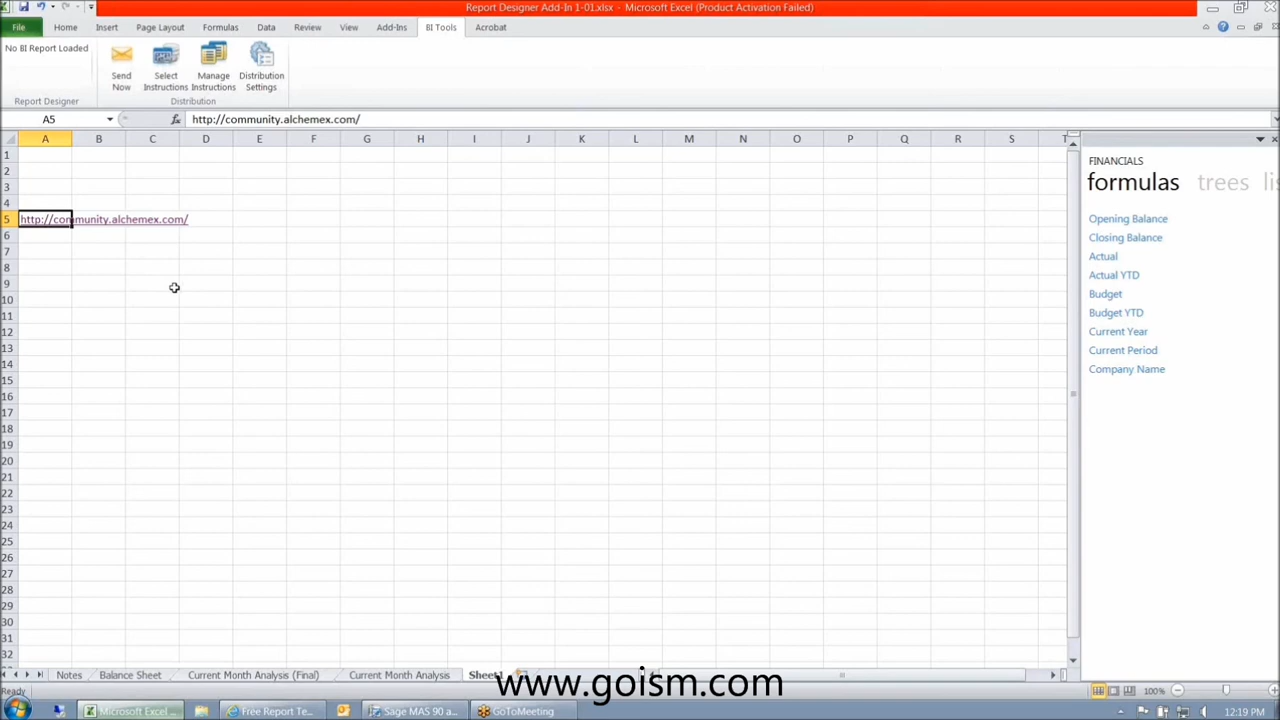 Report Designer Add-In 1-01.xlsx - Microsoft Excel (Product Activation Failed)
File Home Insert Page Layout Formulas Data Review View Add-Ins BI Tools Acrobat
No BI Report Loaded
Send Now
Select Instructions
Manage Instructions
Distribution Settings
Report Designer Distribution
A5 fx http://community.alchemex.com/
A B C D E F G H I J K L M N O P Q R S T
1
2
3
4
5 http://community.alchemex.com/
6
7
8
9
10
11
12
13
14
15
16
17
18
19
20
21
22
23
24
25
26
27
28
29
30
31
32
FINANCIALS
formulas trees
Opening Balance
Closing Balance
Actual
Actual YTD
Budget
Budget YTD
Current Year
Current Period
Company Name
Notes Balance Sheet Current Month Analysis (Final) Current Month Analysis Sheet1
www.goism.com
Ready 100%
Microsoft Excel ... Free Report Te... Sage MAS 90 a... GoToMeeting 12:19 PM